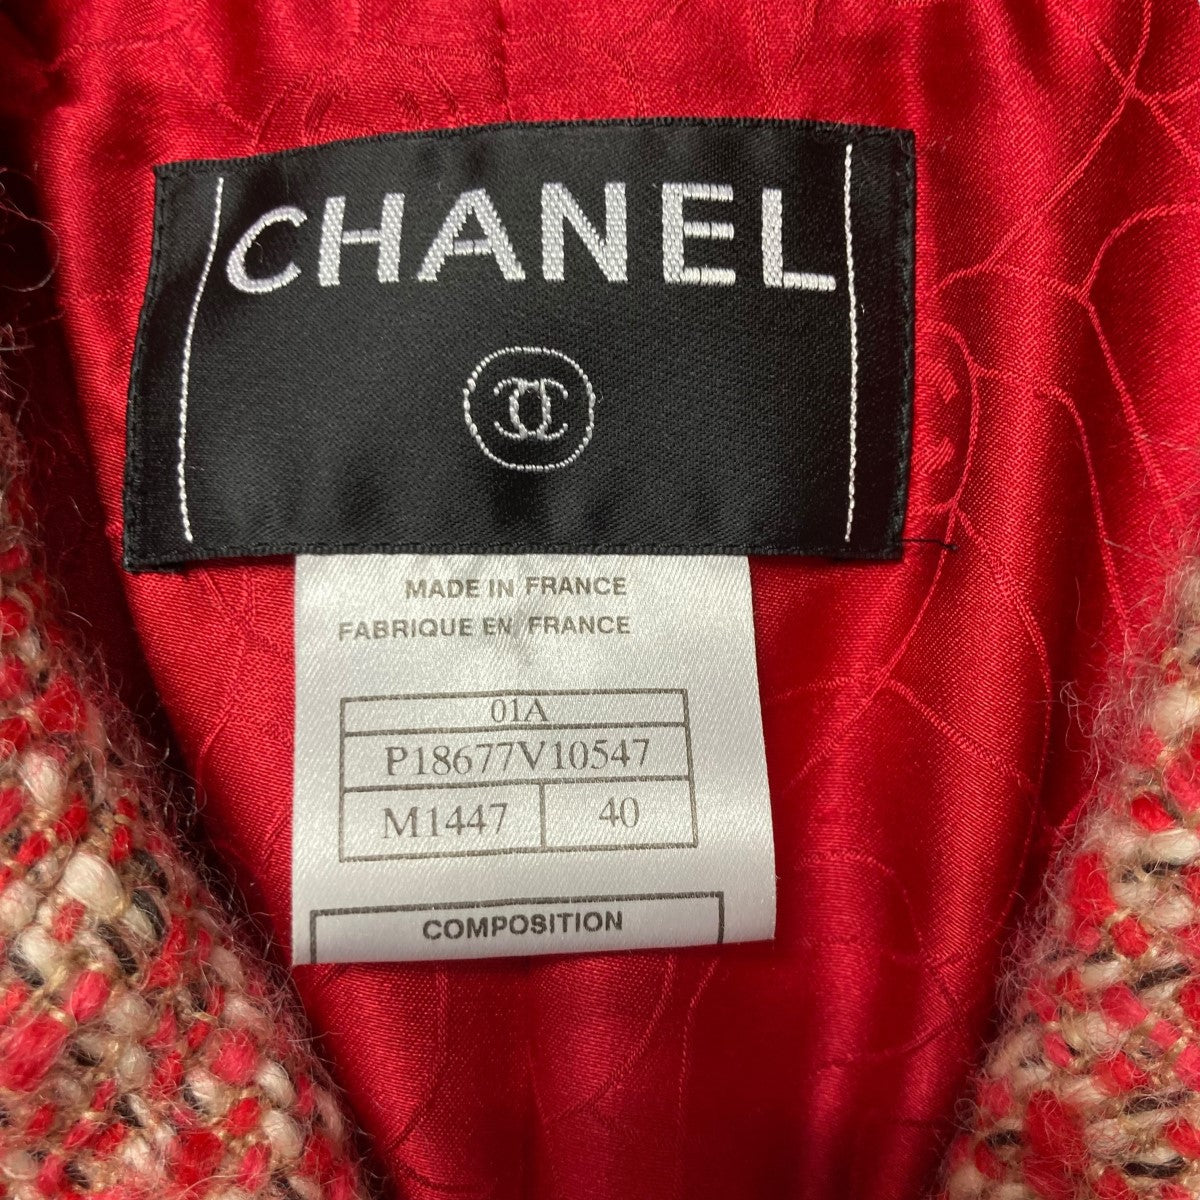 CHANEL
MADE IN FRANCE
FABRIQUE EN FRANCE
01A
P18677V10547
M1447 40
COMPOSITION